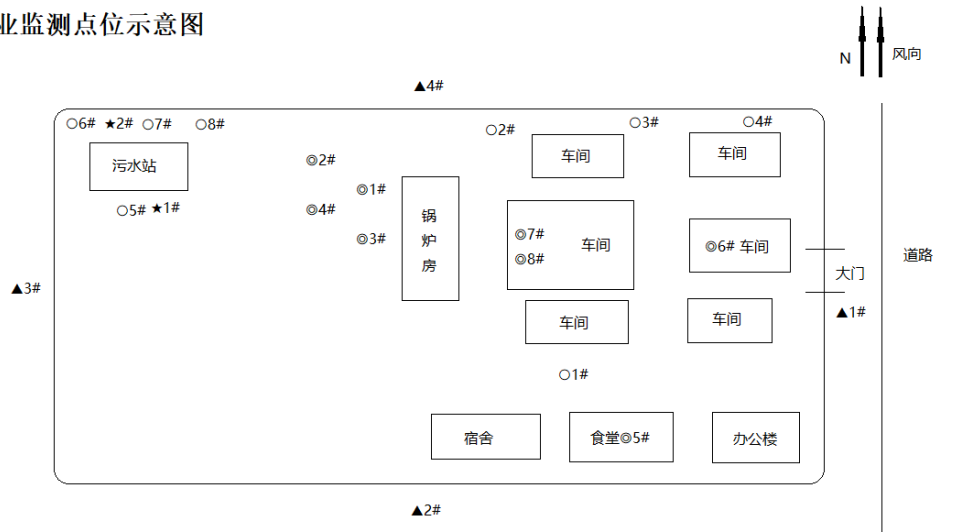 业监测点位示意图
N
风向
▲4#
○6# ★2# ○7# ○8#
○2#
○3#
○4#
污水站
◎2#
车间
车间
◎1#
○5# ★1#
◎4#
锅炉房
◎7#
◎8#
车间
◎6# 车间
◎3#
道路
大门
▲3#
▲1#
车间
车间
○1#
宿舍
食堂◎5#
办公楼
▲2#